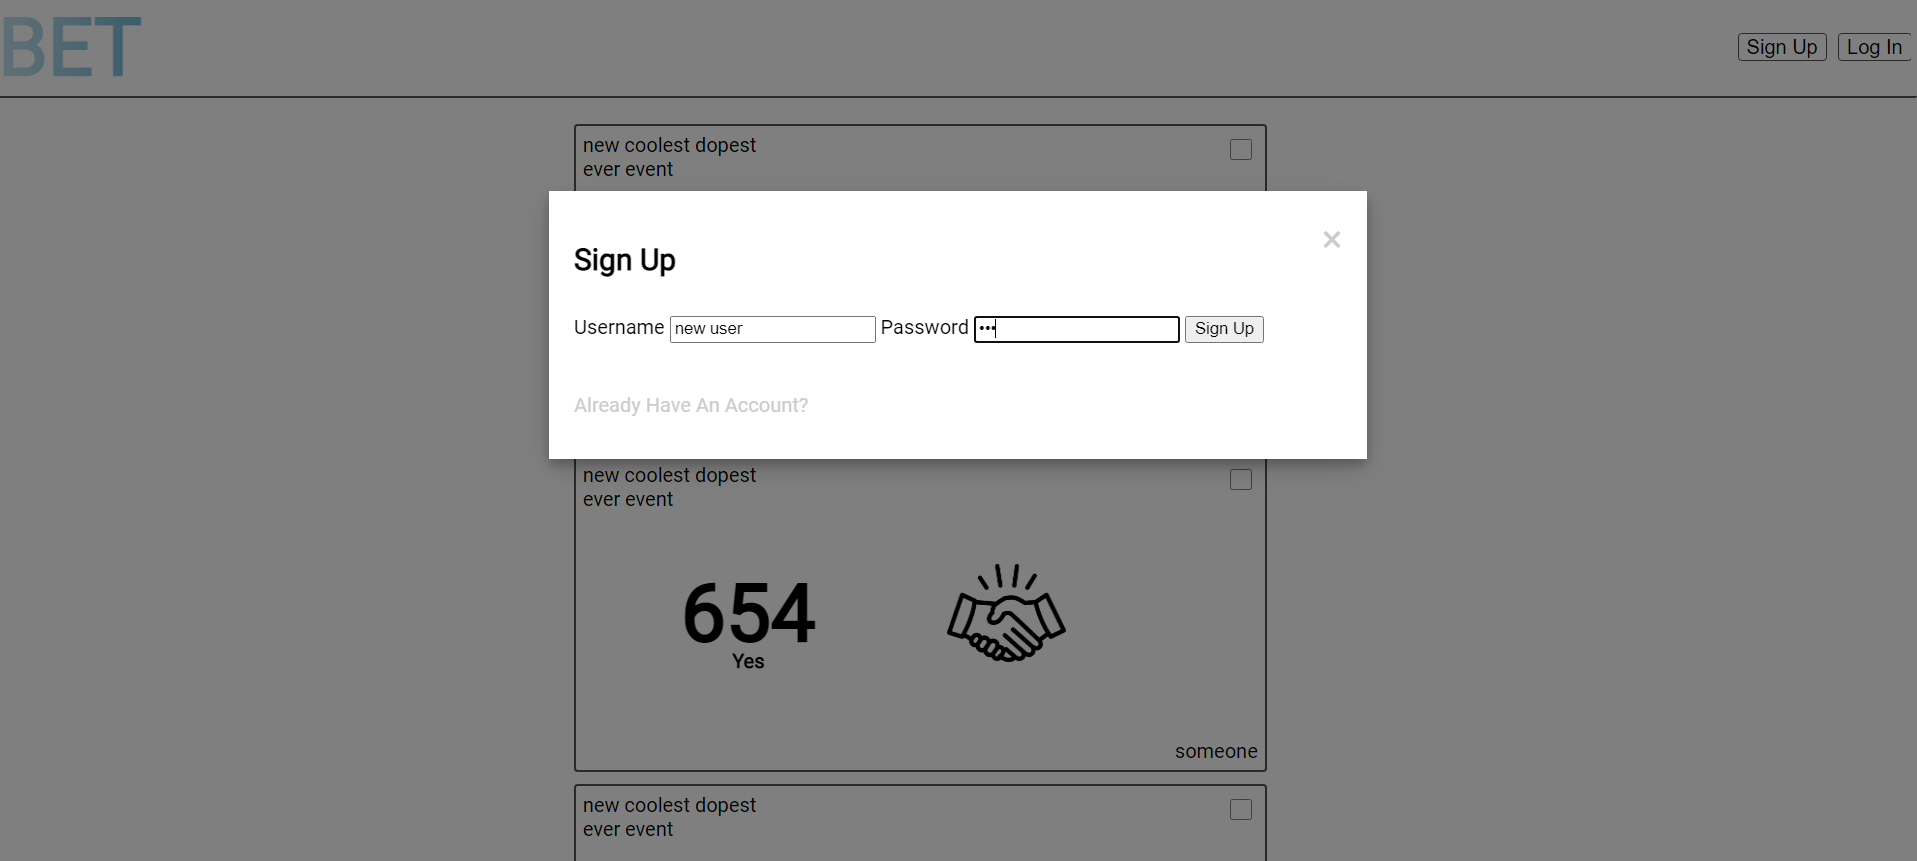 BET
Sign Up
Log In
new coolest dopest
ever event
×
Sign Up
Username new user Password ••• Sign Up
Already Have An Account?
new coolest dopest
ever event
654
Yes
someone
new coolest dopest
ever event